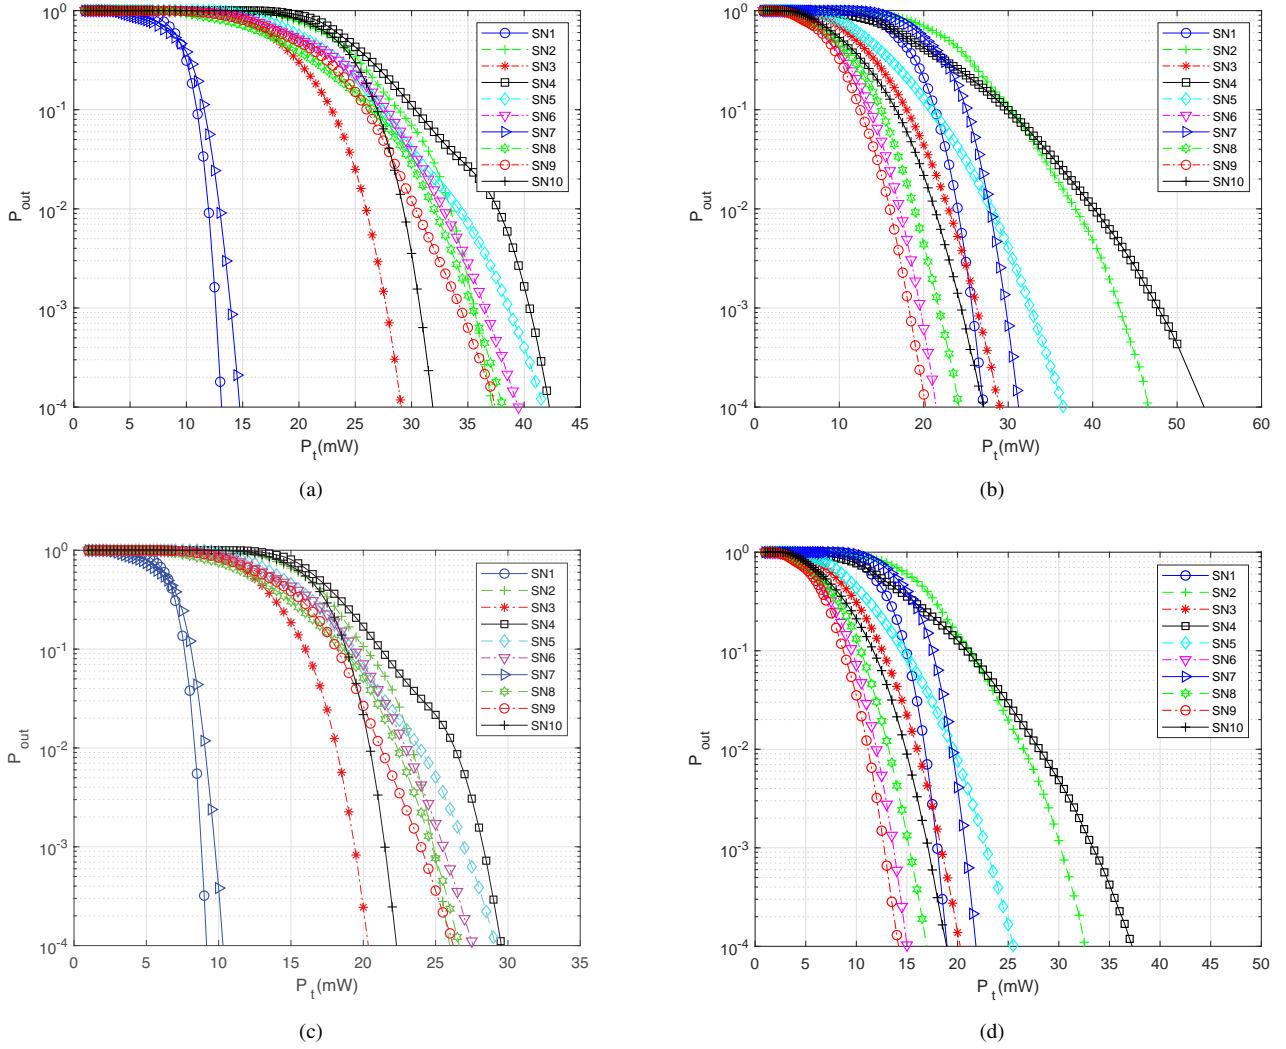 10^0
10^-1
10^-2
10^-3
10^-4
P_out
0 5 10 15 20 25 30 35 40 45
P_t(mW)
SN1
SN2
SN3
SN4
SN5
SN6
SN7
SN8
SN9
SN10
(a)
10^0
10^-1
10^-2
10^-3
10^-4
P_out
0 10 20 30 40 50 60
P_t(mW)
SN1
SN2
SN3
SN4
SN5
SN6
SN7
SN8
SN9
SN10
(b)
10^0
10^-1
10^-2
10^-3
10^-4
P_out
0 5 10 15 20 25 30 35
P_t(mW)
SN1
SN2
SN3
SN4
SN5
SN6
SN7
SN8
SN9
SN10
(c)
10^0
10^-1
10^-2
10^-3
10^-4
P_out
0 5 10 15 20 25 30 35 40 45 50
P_t(mW)
SN1
SN2
SN3
SN4
SN5
SN6
SN7
SN8
SN9
SN10
(d)